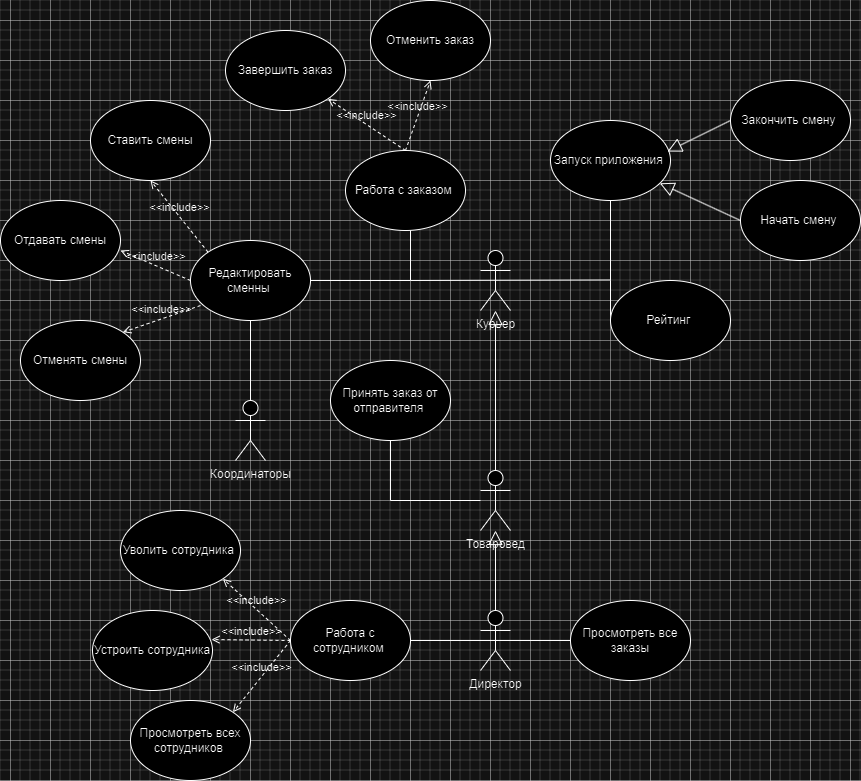 Отменить заказ
Завершить заказ
<<include>>
<<include>>
Закончить смену
Ставить смены
Запуск приложения
Работа с заказом
<<include>>
Начать смену
Отдавать смены
<<include>>
Редактировать
сменны
<<include>>
Курьер
Рейтинг
Отменять смены
Принять заказ от
отправителя
Координаторы
Товаровед
Уволить сотрудника
<<include>>
<<include>>
Работа с
сотрудником
Просмотреть все
заказы
Устроить сотрудника
<<include>>
Директор
Просмотреть всех
сотрудников